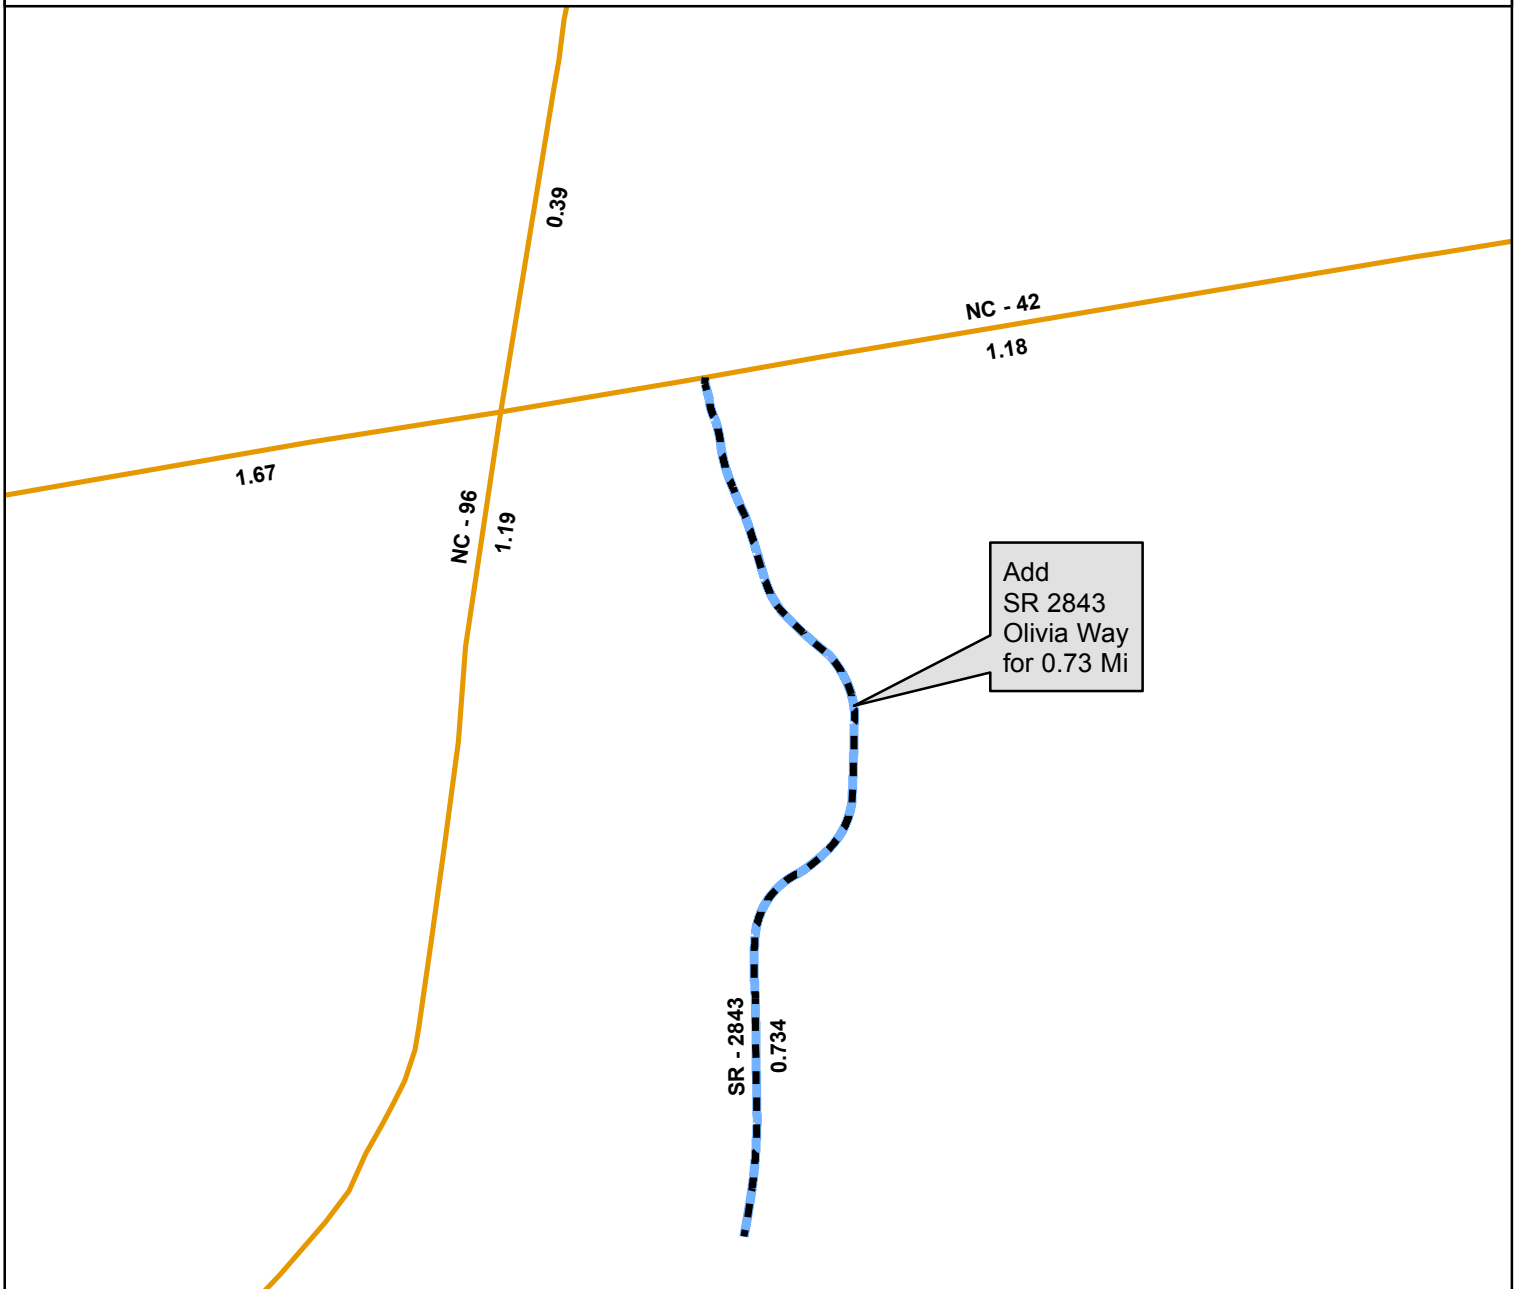 0.39
NC - 42
1.18
1.67
NC - 96
1.19
Add
SR 2843
Olivia Way
for 0.73 Mi
SR - 2843
0.734